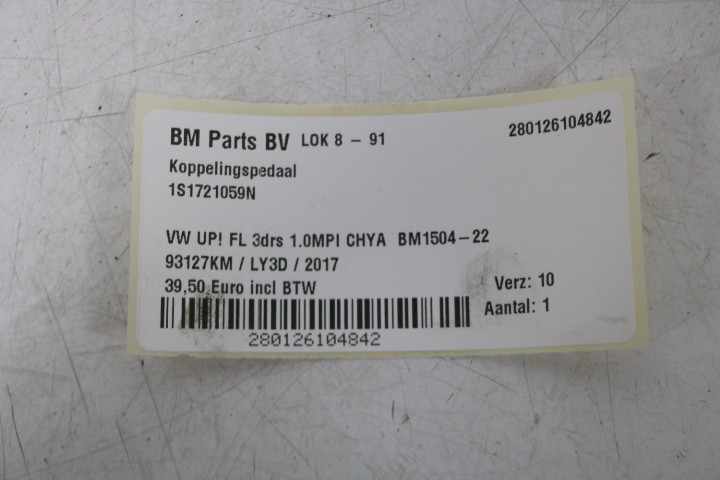 BM Parts BV LOK 8 - 91 280126104842
Koppelingspedaal
1S1721059N
VW UP! FL 3drs 1.0MPI CHYA BM1504-22
93127KM / LY3D / 2017
39,50 Euro incl BTW Verz: 10
Aantal: 1
280126104842